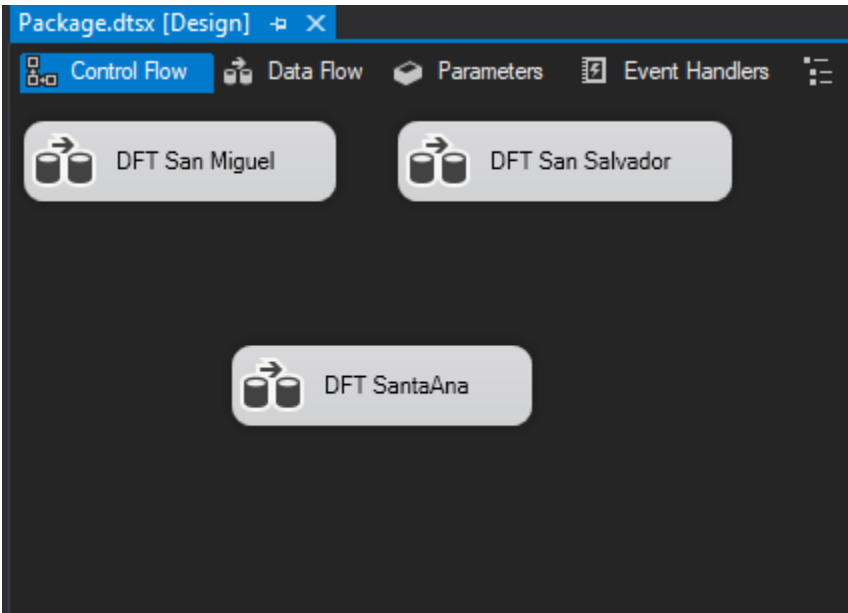 Package.dtsx [Design]
Control Flow Data Flow Parameters Event Handlers
DFT San Miguel DFT San Salvador
DFT SantaAna